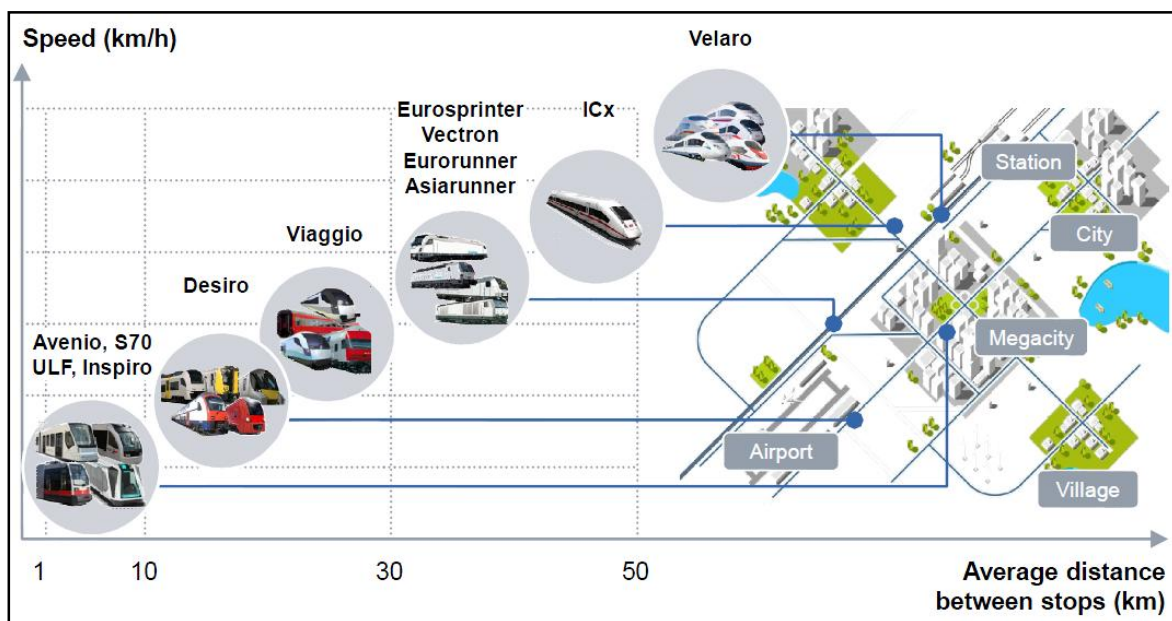 Speed (km/h)
Velaro
Eurosprinter
Vectron
Eurorunner
Asiarunner
ICx
Viaggio
Desiro
Avenio, S70
ULF, Inspiro
Station
City
Megacity
Airport
Village
1
10
30
50
Average distance
between stops (km)